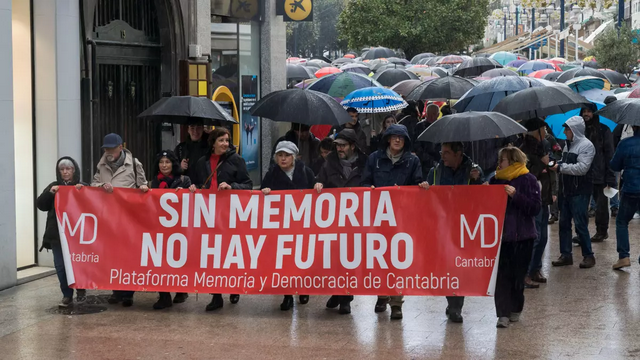 SIN MEMORIA
NO HAY FUTURO
Plataforma Memoria y Democracia de Cantabria
MD
Cantabria
MD
Cantabria